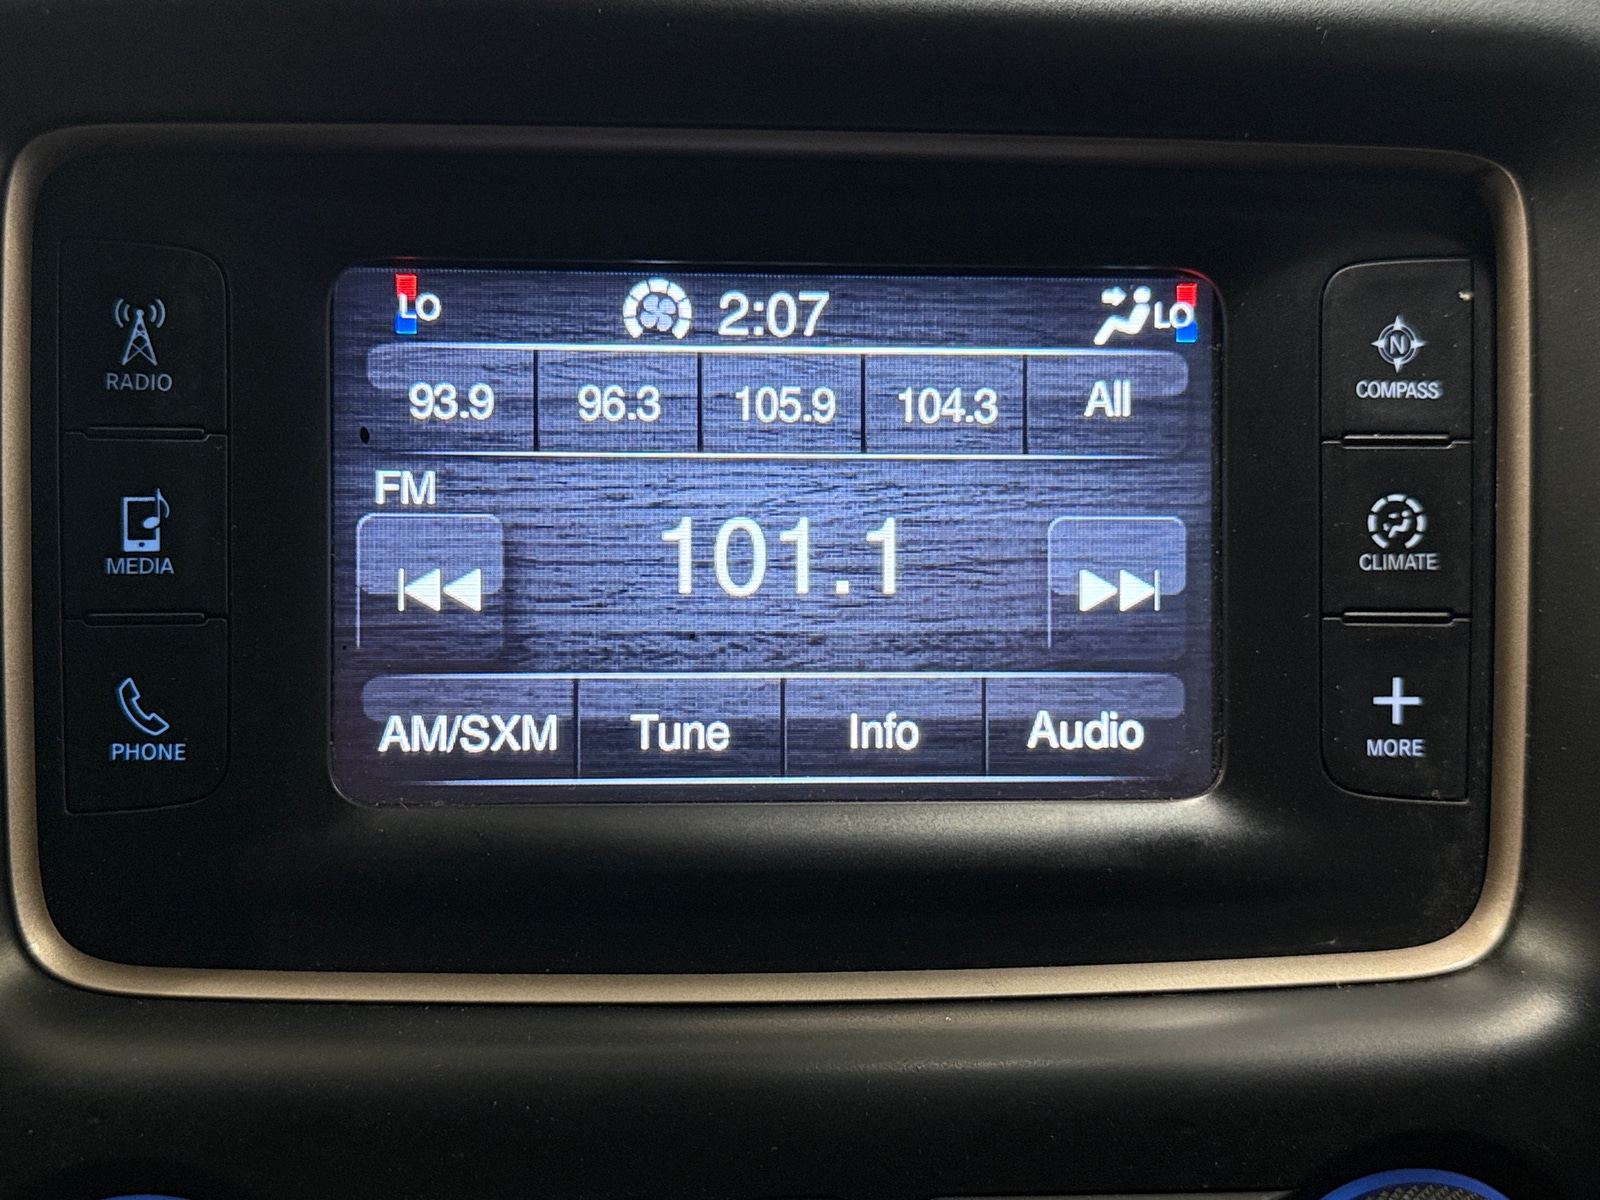 LO 2:07 LO
93.9 96.3 105.9 104.3 All
FM
101.1
AM/SXM Tune Info Audio
RADIO
MEDIA
PHONE
N
COMPASS
CLIMATE
MORE